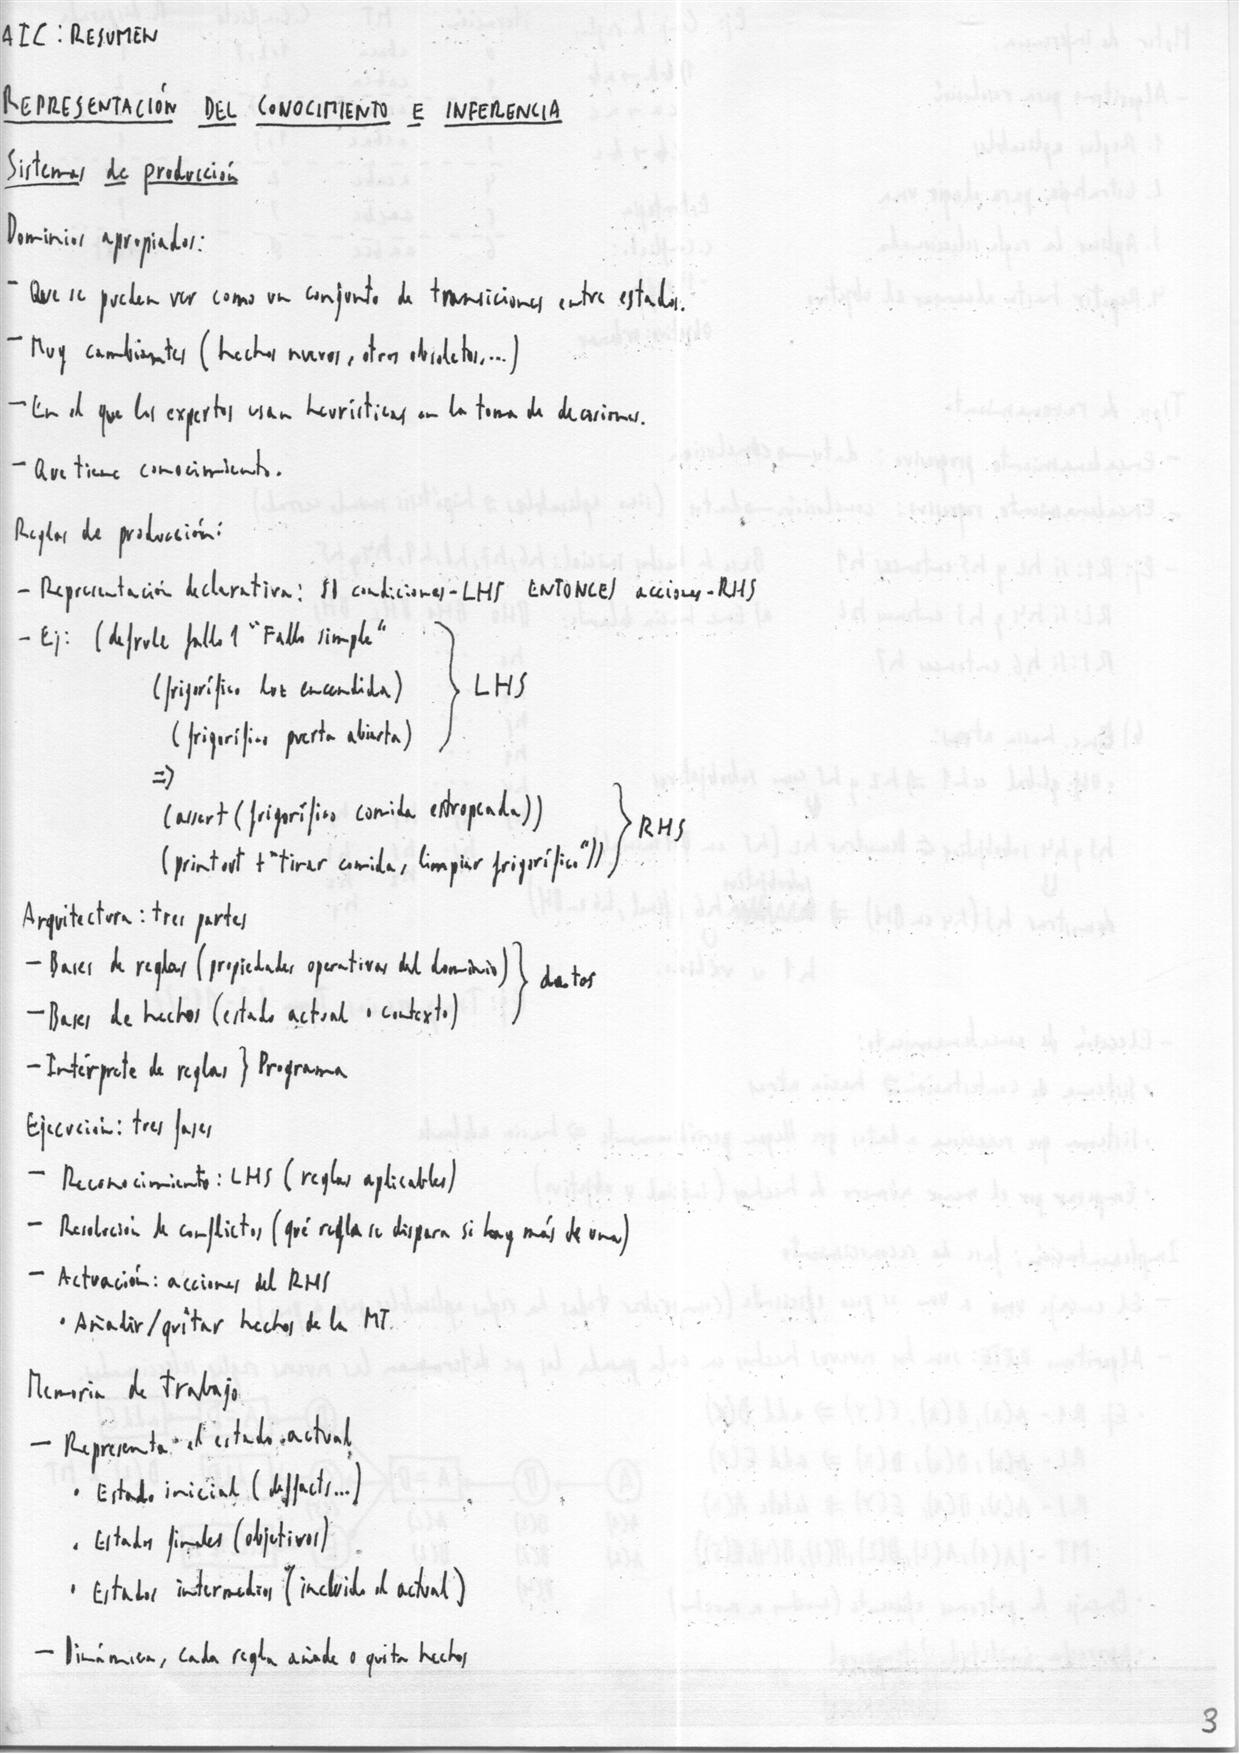 AIC: RESUMEN
REPRESENTACIÓN DEL CONOCIMIENTO E INFERENCIA
Sistemas de producción
Dominios apropiados:
- Que se pueden ver como un conjunto de transiciones entre estados.
- Muy cambiantes (hechos nuevos, otros obsoletos,...)
- En el que los expertos usan heurísticas en la toma de decisiones.
- Que tiene conocimiento.
Reglas de producción:
- Representación declarativa: SI condiciones-LHS ENTONCES acciones-RHS
- Ej: (defrule fallo1 "Fallo simple"
(frigorífico luz encendida)
(frigorífico puerta abierta)
} LHS
=>
(assert (frigorífico comida estropeada))
(printout t "tirar comida, limpiar frigorífico"))
} RHS
Arquitectura: tres partes
- Bases de reglas (propiedades operativas del dominio)
- Bases de hechos (estado actual o contexto)
} datos
- Intérprete de reglas } Programa
Ejecución: tres fases
- Reconocimiento: LHS (reglas aplicables)
- Resolución de conflictos (qué regla se dispara si hay más de una)
- Actuación: acciones del RHS
· Añadir/quitar hechos de la MT
Memoria de trabajo
- Representa el estado actual
· Estado inicial (deffacts...)
· Estados finales (objetivos)
· Estados intermedios (incluido el actual)
- Dinámica, cada regla añade o quita hechos
3